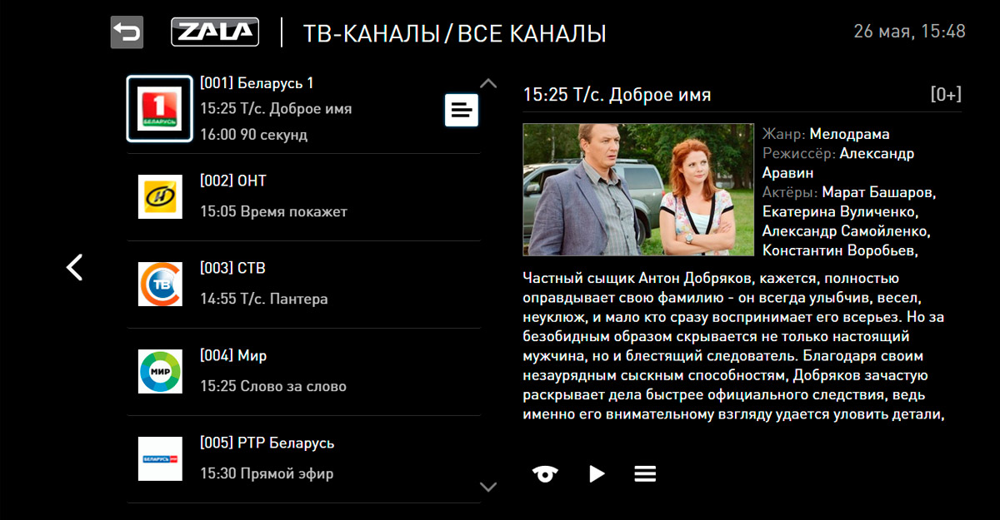 ZALA
ТВ-КАНАЛЫ/ВСЕ КАНАЛЫ
26 мая, 15:48
1
БЕЛАРУСЬ
[001] Беларусь 1
15:25 Т/с. Доброе имя
16:00 90 секунд
[002] ОНТ
15:05 Время покажет
ТВ
[003] СТВ
14:55 Т/с. Пантера
МИР
[004] Мир
15:25 Слово за слово
БЕЛАРУСЬ
[005] РТР Беларусь
15:30 Прямой эфир
15:25 Т/с. Доброе имя
[0+]
Жанр: Мелодрама
Режиссёр: Александр
Аравин
Актёры: Марат Башаров,
Екатерина Вуличенко,
Александр Самойленко,
Константин Воробьев,
Частный сыщик Антон Добряков, кажется, полностью
оправдывает свою фамилию - он всегда улыбчив, весел,
неуклюж, и мало кто сразу воспринимает его всерьез. Но за
безобидным образом скрывается не только настоящий
мужчина, но и блестящий следователь. Благодаря своим
незаурядным сыскным способностям, Добряков зачастую
раскрывает дела быстрее официального следствия, ведь
именно его внимательному взгляду удается уловить детали,